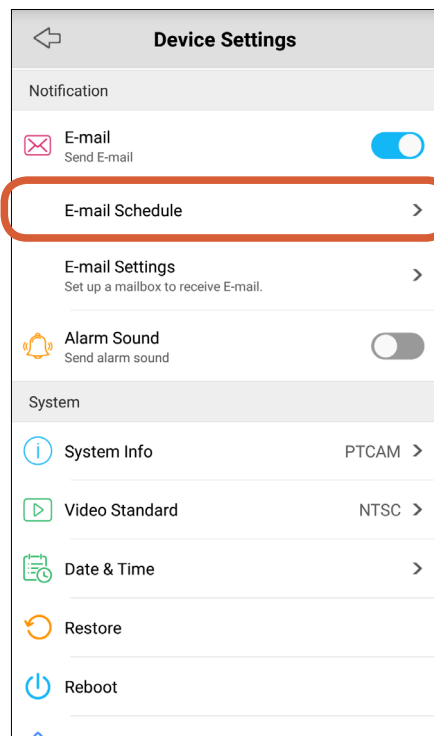 Device Settings
Notification
E-mail
Send E-mail
E-mail Schedule
E-mail Settings
Set up a mailbox to receive E-mail.
Alarm Sound
Send alarm sound
System
System Info PTCAM
Video Standard NTSC
Date & Time
Restore
Reboot